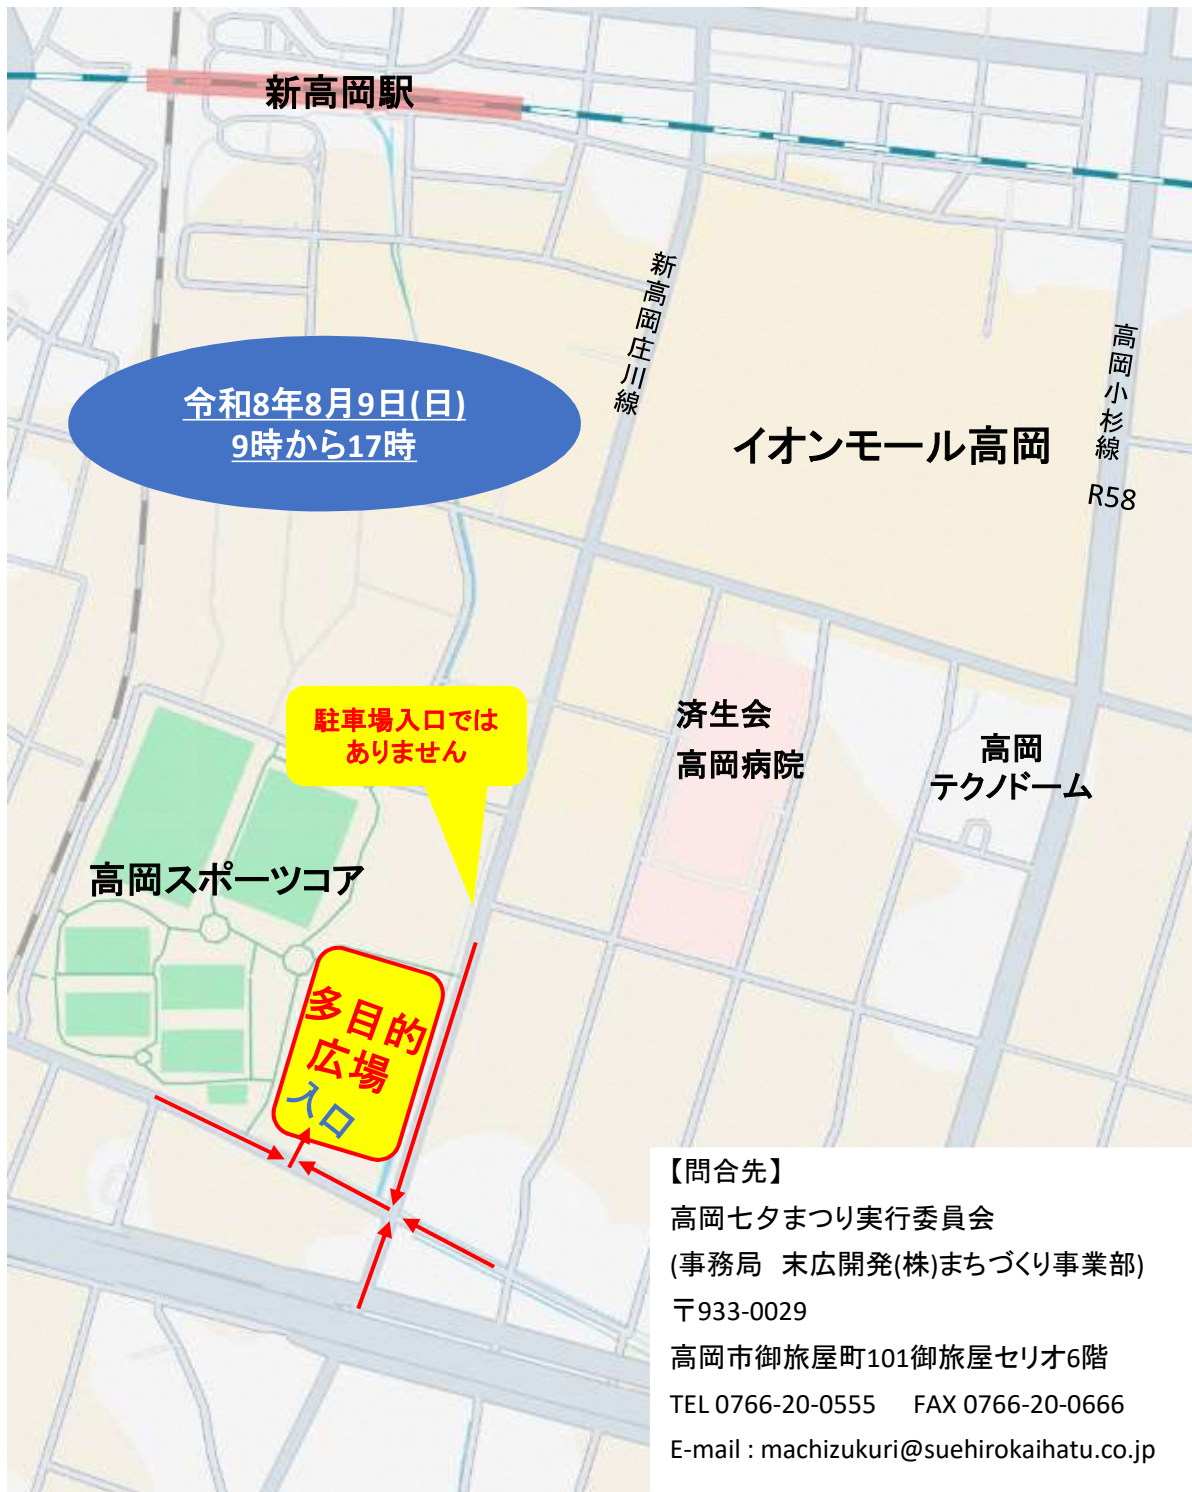 新高岡駅
新高岡庄川線
高岡小杉線
R58
令和8年8月9日(日)
9時から17時
イオンモール高岡
駐車場入口では
ありません
済生会
高岡病院
高岡
テクノドーム
高岡スポーツコア
多目的
広場
入口
【問合先】
高岡七夕まつり実行委員会
(事務局　末広開発(株)まちづくり事業部)
〒933-0029
高岡市御旅屋町101御旅屋セリオ6階
TEL 0766-20-0555　FAX 0766-20-0666
E-mail : machizukuri@suehirokaihatu.co.jp